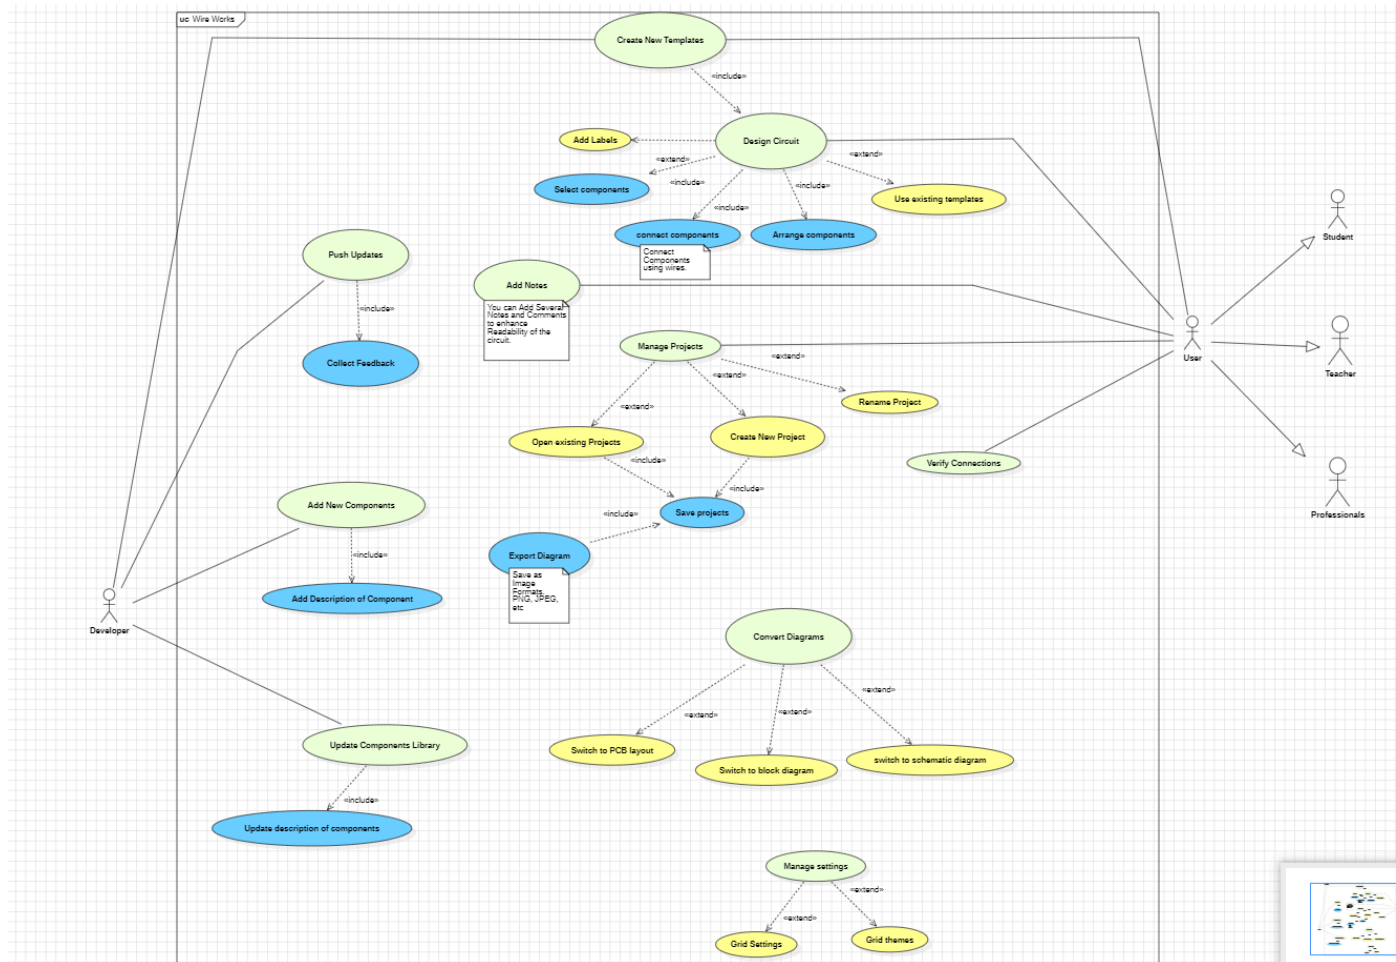 uc Wire Works
Create New Templates
«include»
Design Circuit
Add Labels
«extend»
«extend»
Select components
«include»
«include»
Use existing templates
«include»
connect components
Arrange components
Connect
Components
using wires.
Student
Push Updates
Add Notes
You can Add Several
Notes and Comments
to enhance
Readability of the
circuit.
«include»
Manage Projects
«extend»
User
Collect Feedback
«extend»
Teacher
Rename Project
«extend»
Open existing Projects
Create New Project
«include»
Verify Connections
«include»
Add New Components
«include»
Save projects
Professionals
«include»
Export Diagram
Save as
Image
Formats,
PNG, JPEG,
etc
Add Description of Component
Developer
Convert Diagrams
«extend»
«extend»
«extend»
Update Components Library
Switch to PCB layout
Switch to block diagram
switch to schematic diagram
«include»
Update description of components
Manage settings
«extend»
«extend»
Grid Settings
Grid themes